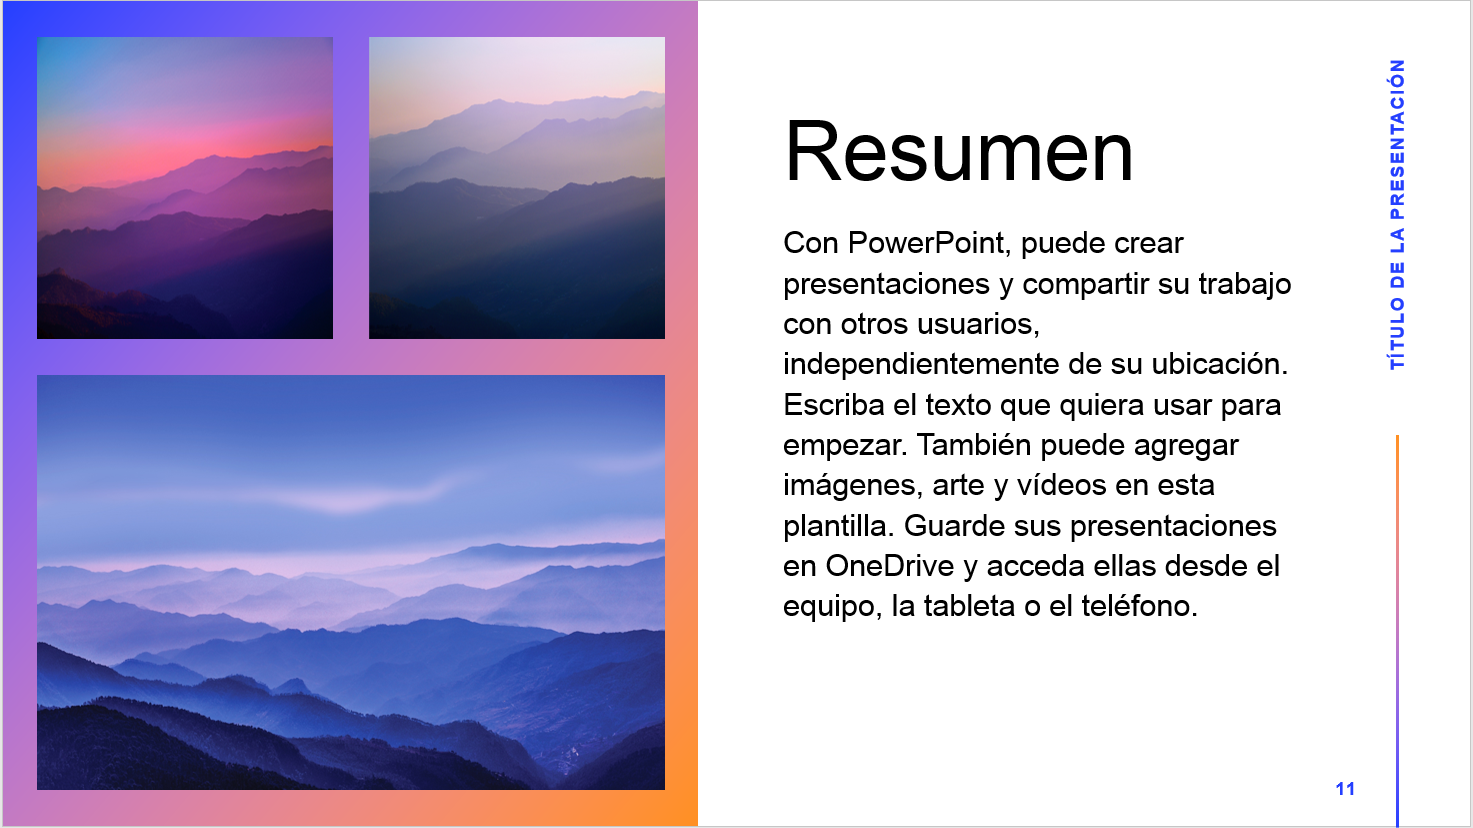 Resumen
Con PowerPoint, puede crear
presentaciones y compartir su trabajo
con otros usuarios,
independientemente de su ubicación.
Escriba el texto que quiera usar para
empezar. También puede agregar
imágenes, arte y vídeos en esta
plantilla. Guarde sus presentaciones
en OneDrive y acceda ellas desde el
equipo, la tableta o el teléfono.
TÍTULO DE LA PRESENTACIÓN
11